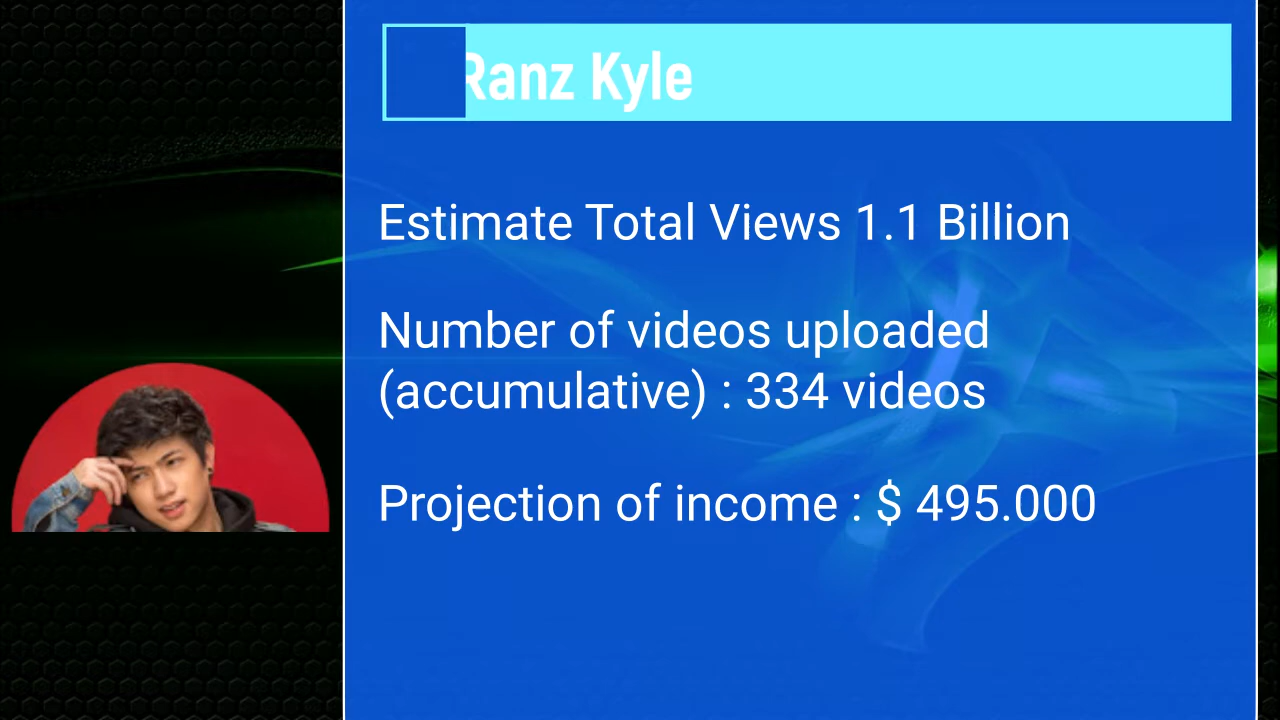 Ranz Kyle
Estimate Total Views 1.1 Billion
Number of videos uploaded
(accumulative) : 334 videos
Projection of income : $ 495.000